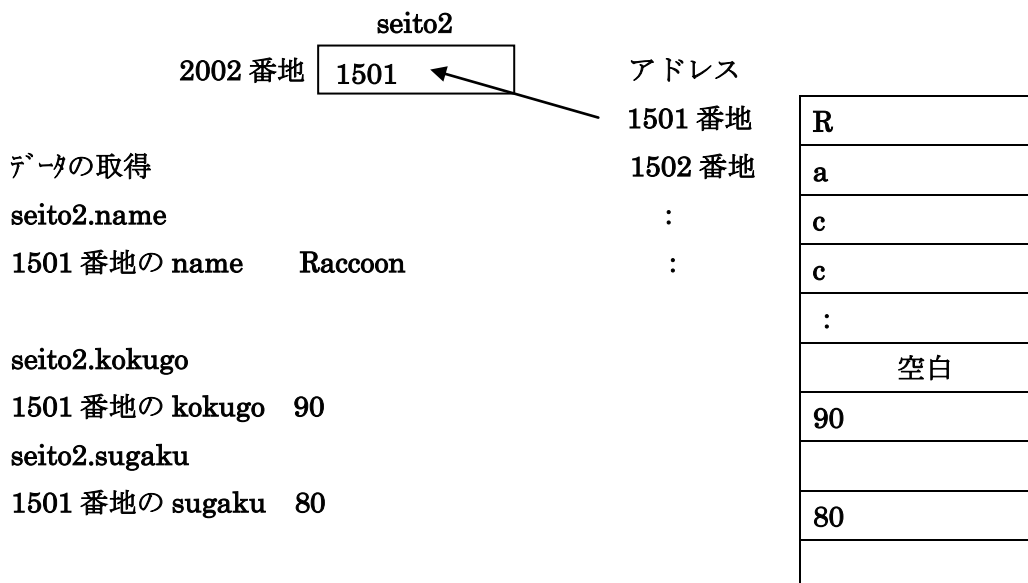 seito2
2002 番地 1501 アドレス
1501 番地 R
データの取得 1502 番地 a
seito2.name : c
1501 番地の name Raccoon : c
:
seito2.kokugo 空白
1501 番地の kokugo 90 90
seito2.sugaku
1501 番地の sugaku 80 80